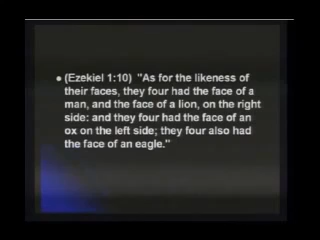 • (Ezekiel 1:10)  "As for the likeness of
their faces, they four had the face of a
man, and the face of a lion, on the right
side: and they four had the face of an
ox on the left side; they four also had
the face of an eagle."